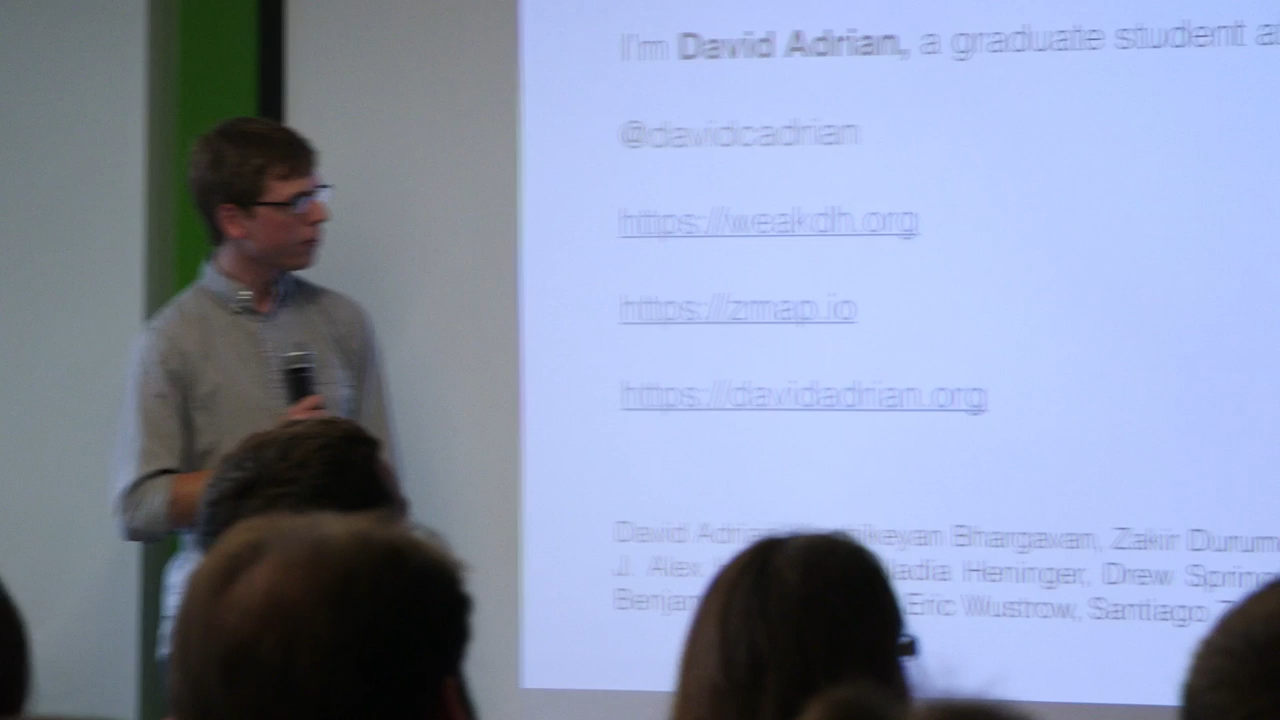 I'm David Adrian, a graduate student
@davidcadrian
https://weakdh.org
https://zmap.io
https://davidadrian.org
David Bhargavan, Zakir
J. Alex Heninger, Drew
Eric Wustrow, Santiago